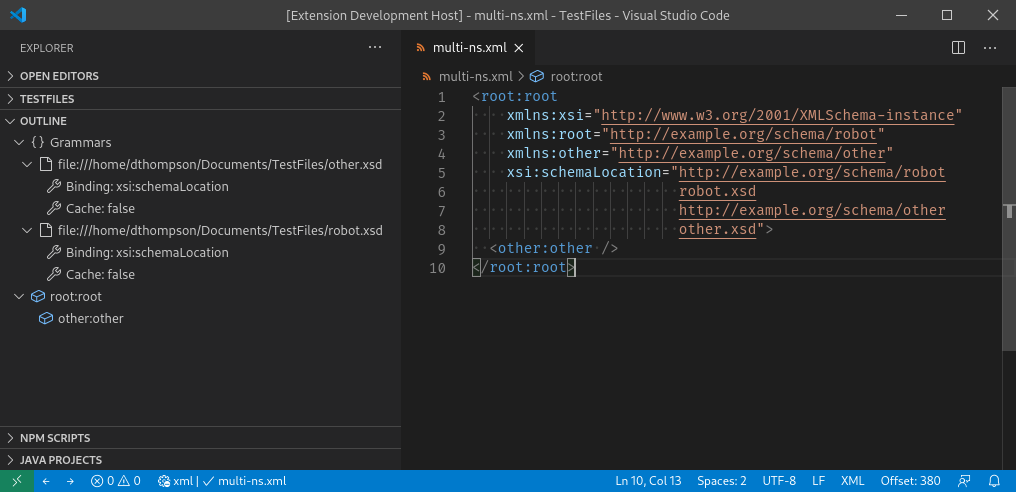 [Extension Development Host] - multi-ns.xml - TestFiles - Visual Studio Code
EXPLORER
OPEN EDITORS
TESTFILES
OUTLINE
{} Grammars
file:///home/dthompson/Documents/TestFiles/other.xsd
Binding: xsi:schemaLocation
Cache: false
file:///home/dthompson/Documents/TestFiles/robot.xsd
Binding: xsi:schemaLocation
Cache: false
root:root
other:other
NPM SCRIPTS
JAVA PROJECTS
multi-ns.xml
multi-ns.xml > root:root
1 <root:root
2 xmlns:xsi="http://www.w3.org/2001/XMLSchema-instance"
3 xmlns:root="http://example.org/schema/robot"
4 xmlns:other="http://example.org/schema/other"
5 xsi:schemaLocation="http://example.org/schema/robot
6 robot.xsd
7 http://example.org/schema/other
8 other.xsd">
9 <other:other />
10 </root:root>
0 0 xml | ✓ multi-ns.xml Ln 10, Col 13 Spaces: 2 UTF-8 LF XML Offset: 380